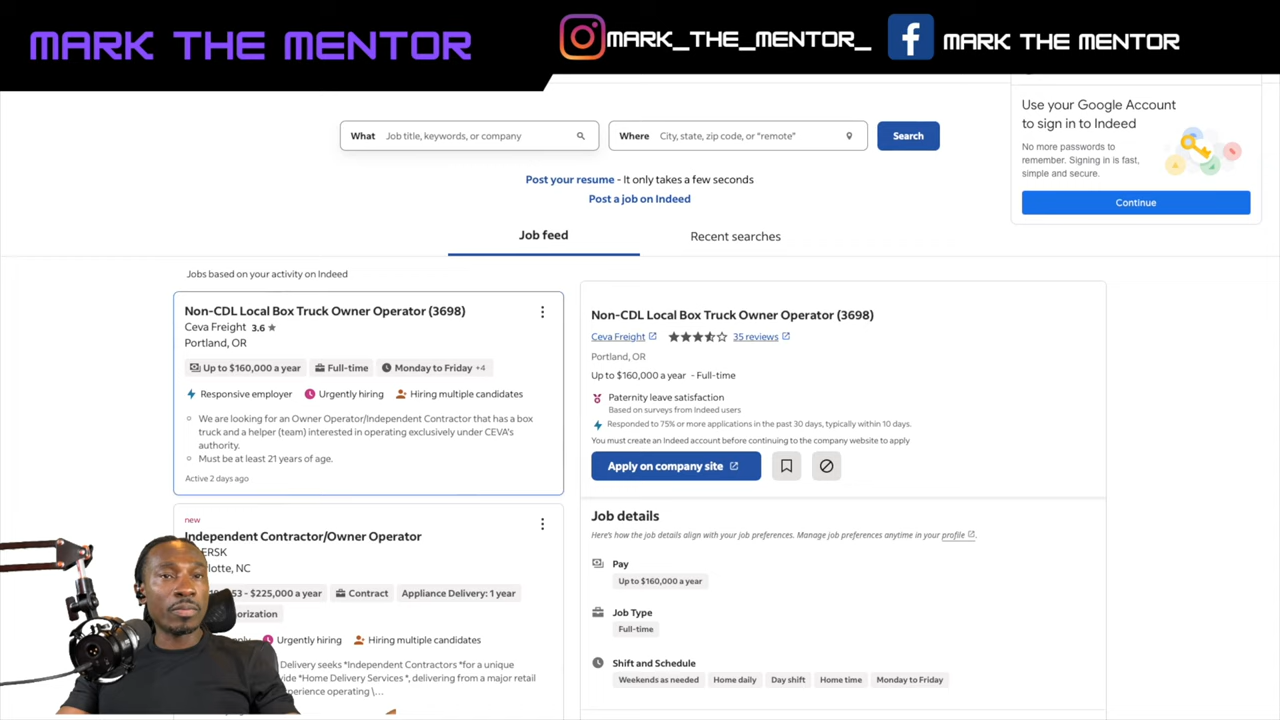 MARK THE MENTOR
MARK_THE_MENTOR_
f MARK THE MENTOR
Use your Google Account
to sign in to Indeed
No more passwords to
remember. Signing in is fast,
simple and secure.
Continue
What Job title, keywords, or company
Where City, state, zip code, or “remote”
Search
Post your resume - It only takes a few seconds
Post a job on Indeed
Job feed
Recent searches
Jobs based on your activity on Indeed
Non-CDL Local Box Truck Owner Operator (3698)
Ceva Freight 3.6 ★
Portland, OR
Up to $160,000 a year Full-time Monday to Friday +4
Responsive employer Urgently hiring Hiring multiple candidates
We are looking for an Owner Operator/Independent Contractor that has a box
truck and a helper (team) interested in operating exclusively under CEVA's
authority.
Must be at least 21 years of age.
Active 2 days ago
new
Independent Contractor/Owner Operator
ERSK
lotte, NC
53 - $225,000 a year Contract Appliance Delivery: 1 year
orization
Urgently hiring Hiring multiple candidates
Delivery seeks *Independent Contractors *for a unique
ide *Home Delivery Services *, delivering from a major retail
perience operating \...
Non-CDL Local Box Truck Owner Operator (3698)
Ceva Freight 35 reviews
Portland, OR
Up to $160,000 a year - Full-time
Paternity leave satisfaction
Based on surveys from Indeed users
Responded to 75% or more applications in the past 30 days, typically within 10 days.
You must create an Indeed account before continuing to the company website to apply
Apply on company site
Job details
Here's how the job details align with your job preferences. Manage job preferences anytime in your profile.
Pay
Up to $160,000 a year
Job Type
Full-time
Shift and Schedule
Weekends as needed Home daily Day shift Home time Monday to Friday